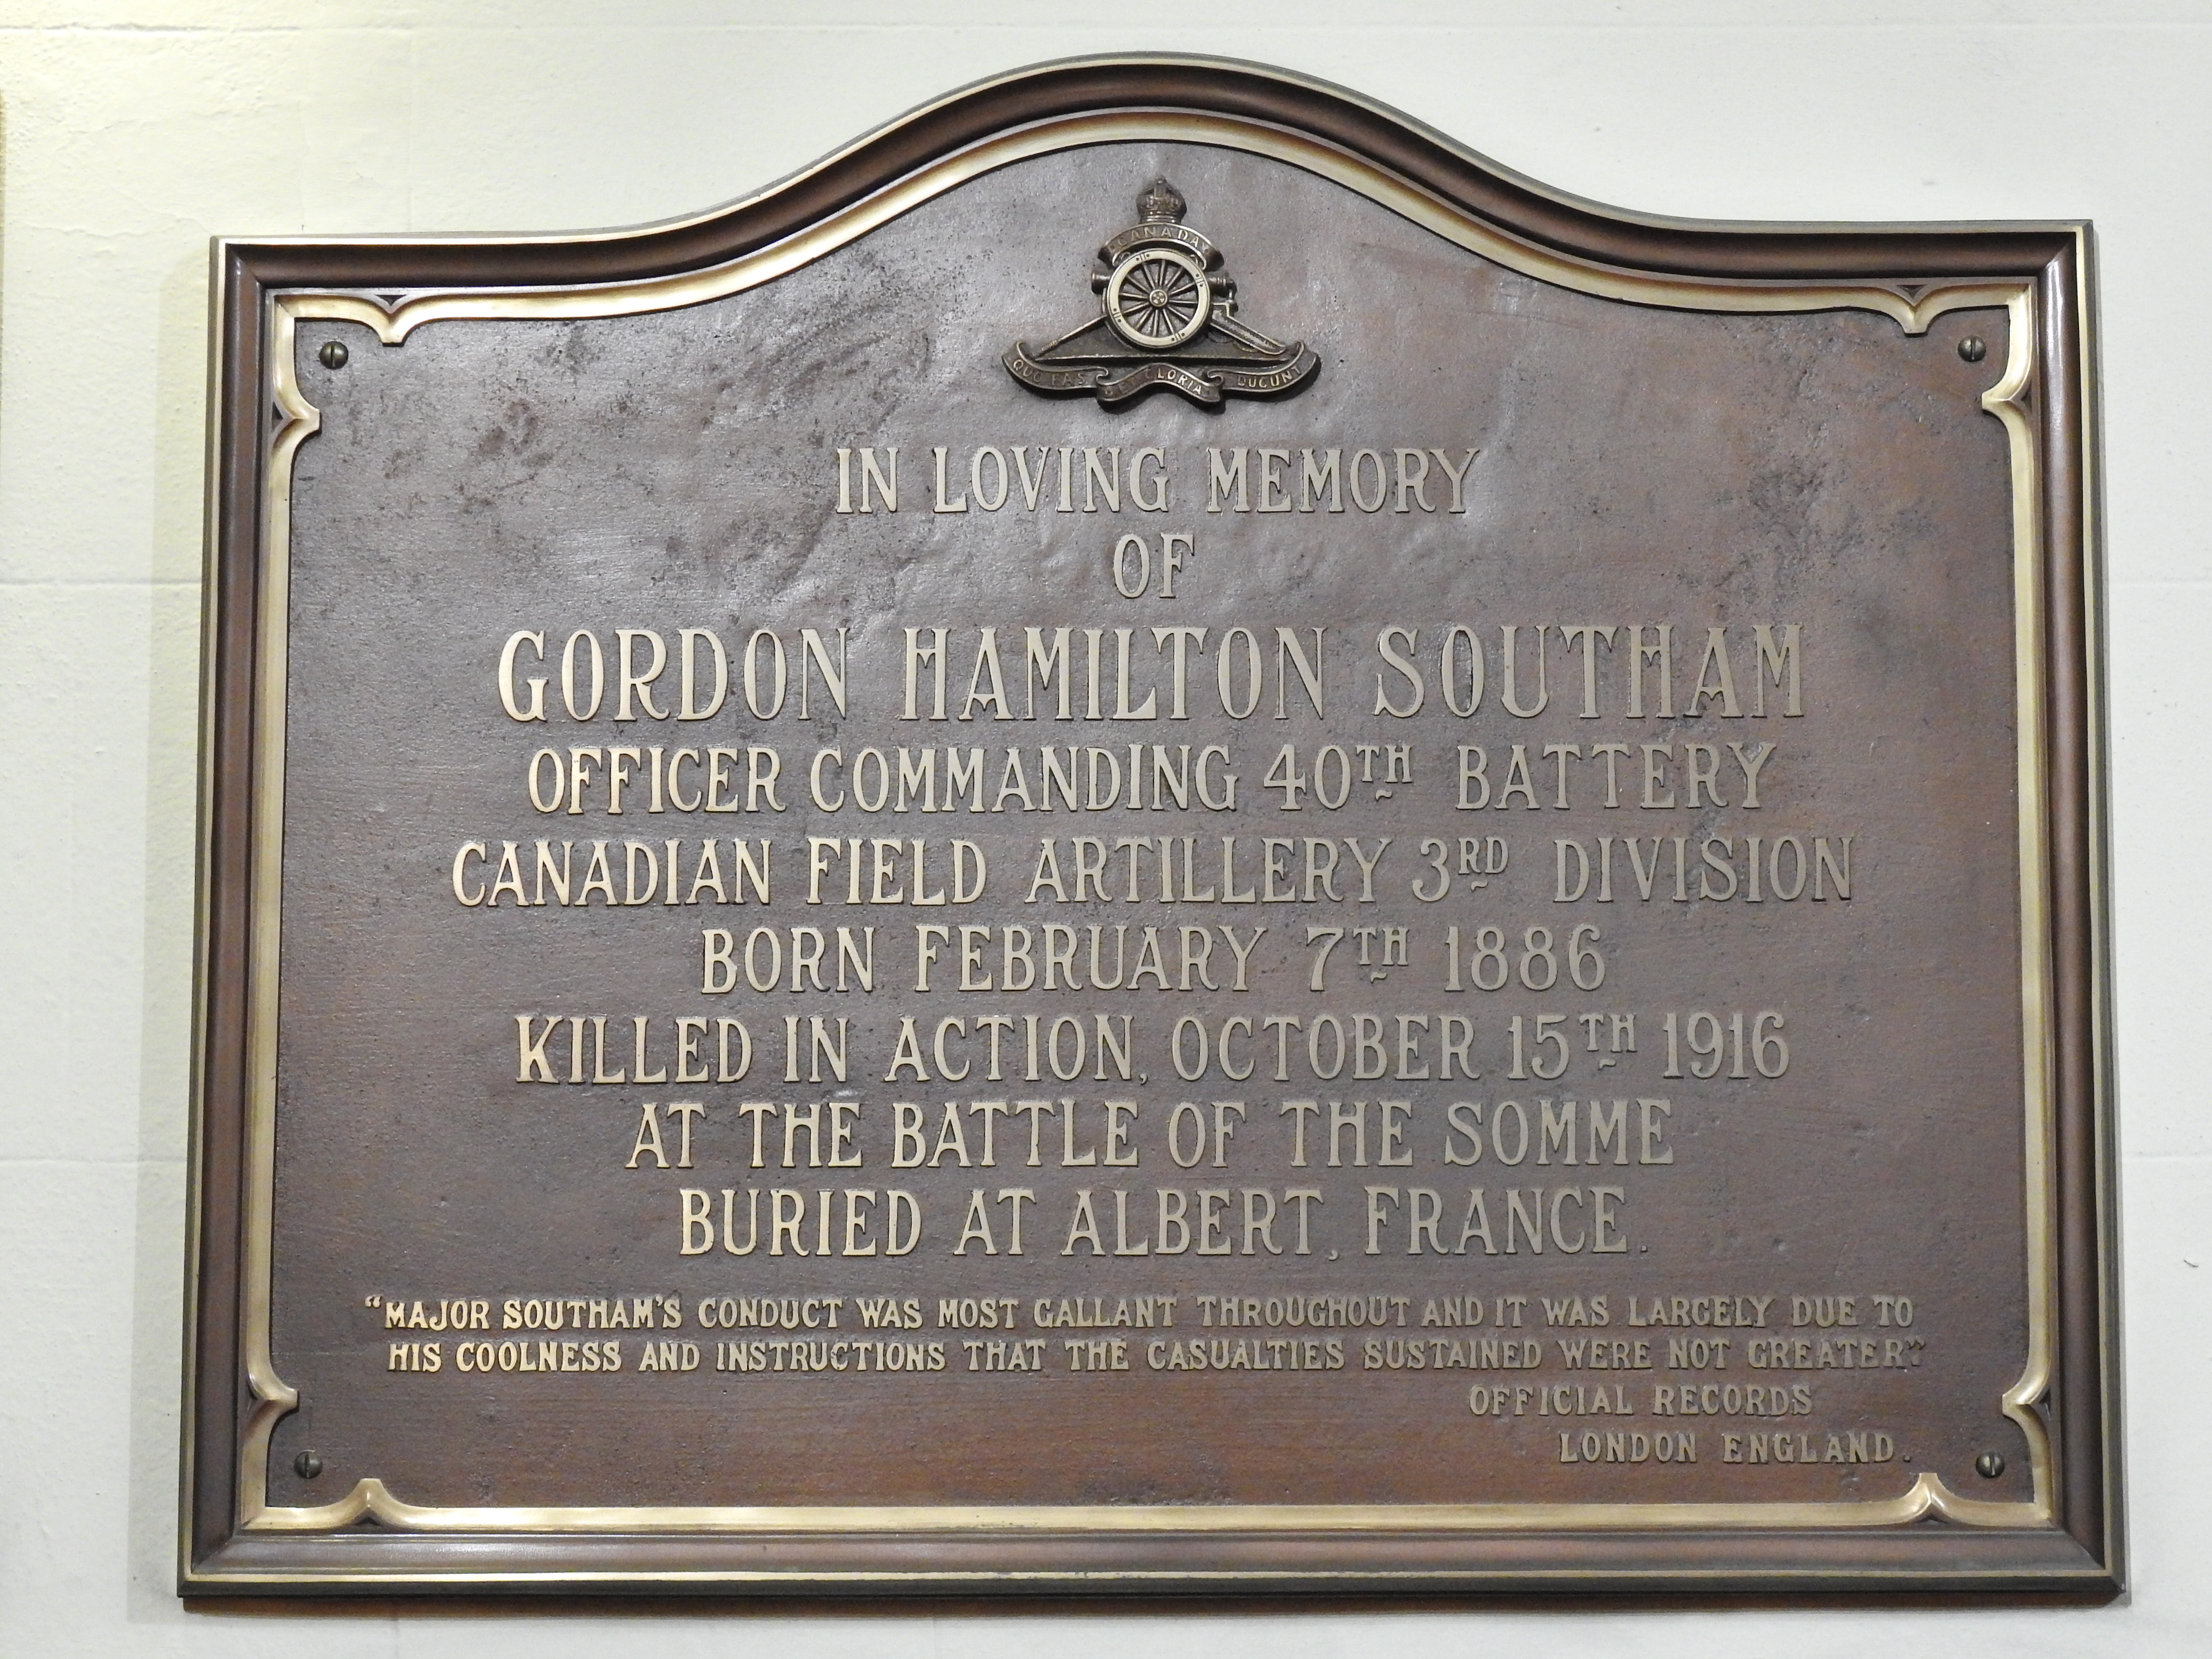 CANADA
QUO FAS ET GLORIA DUCUNT
IN LOVING MEMORY
OF
GORDON HAMILTON SOUTHAM
OFFICER COMMANDING 40TH BATTERY
CANADIAN FIELD ARTILLERY 3RD DIVISION
BORN FEBRUARY 7TH 1886
KILLED IN ACTION, OCTOBER 15TH 1916
AT THE BATTLE OF THE SOMME
BURIED AT ALBERT, FRANCE.
"MAJOR SOUTHAM'S CONDUCT WAS MOST GALLANT THROUGHOUT AND IT WAS LARGELY DUE TO
HIS COOLNESS AND INSTRUCTIONS THAT THE CASUALTIES SUSTAINED WERE NOT GREATER."
OFFICIAL RECORDS
LONDON ENGLAND.